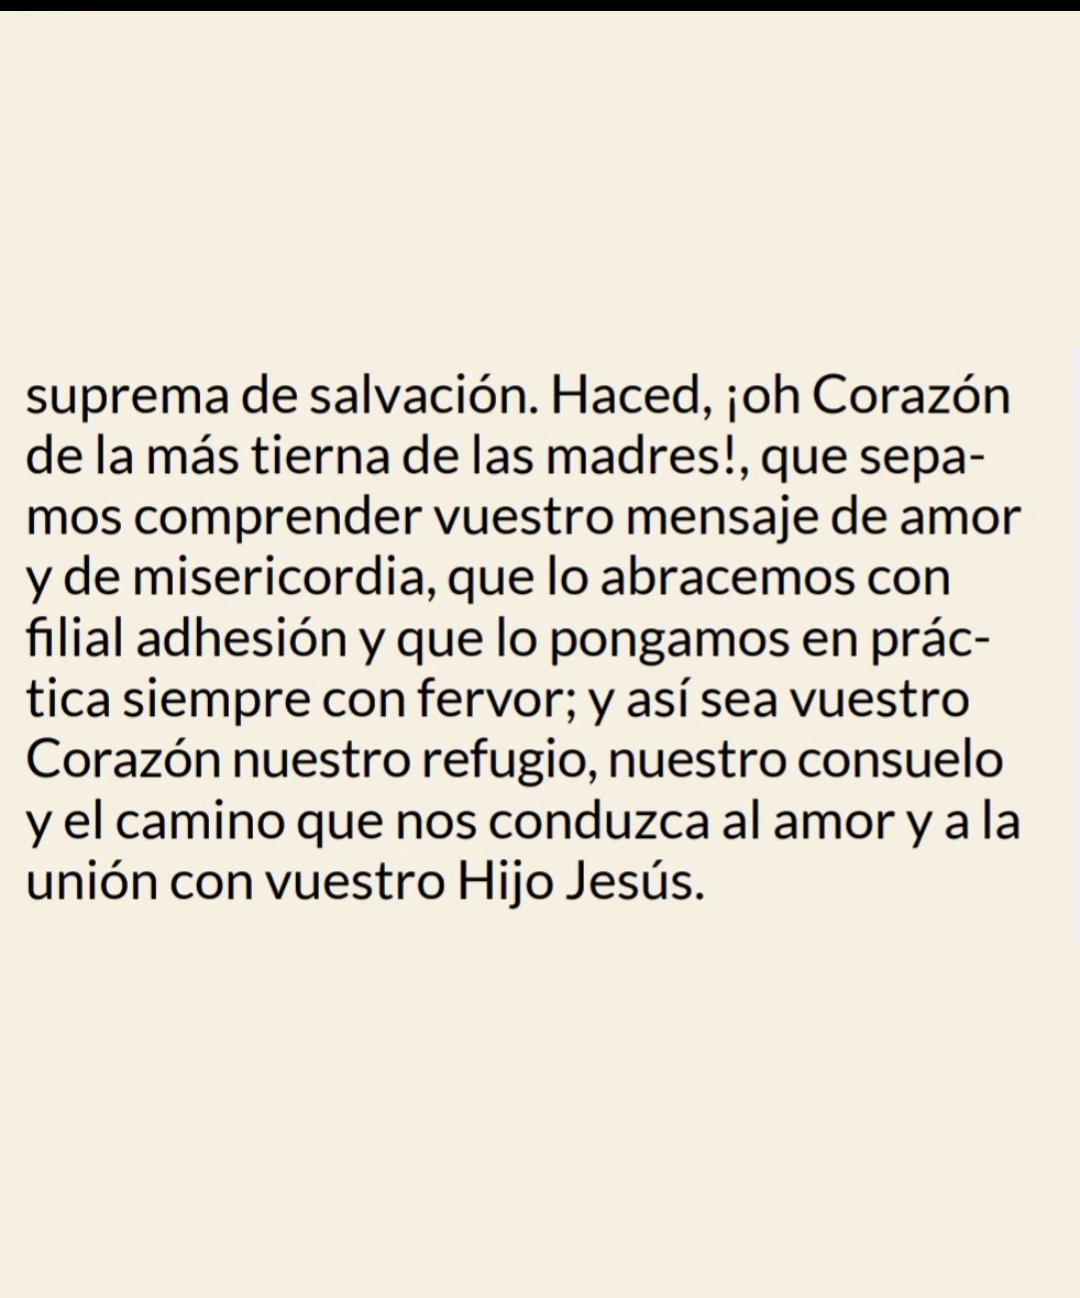 suprema de salvación. Haced, ¡oh Corazón
de la más tierna de las madres!, que sepa-
mos comprender vuestro mensaje de amor
y de misericordia, que lo abracemos con
filial adhesión y que lo pongamos en prác-
tica siempre con fervor; y así sea vuestro
Corazón nuestro refugio, nuestro consuelo
y el camino que nos conduzca al amor y a la
unión con vuestro Hijo Jesús.